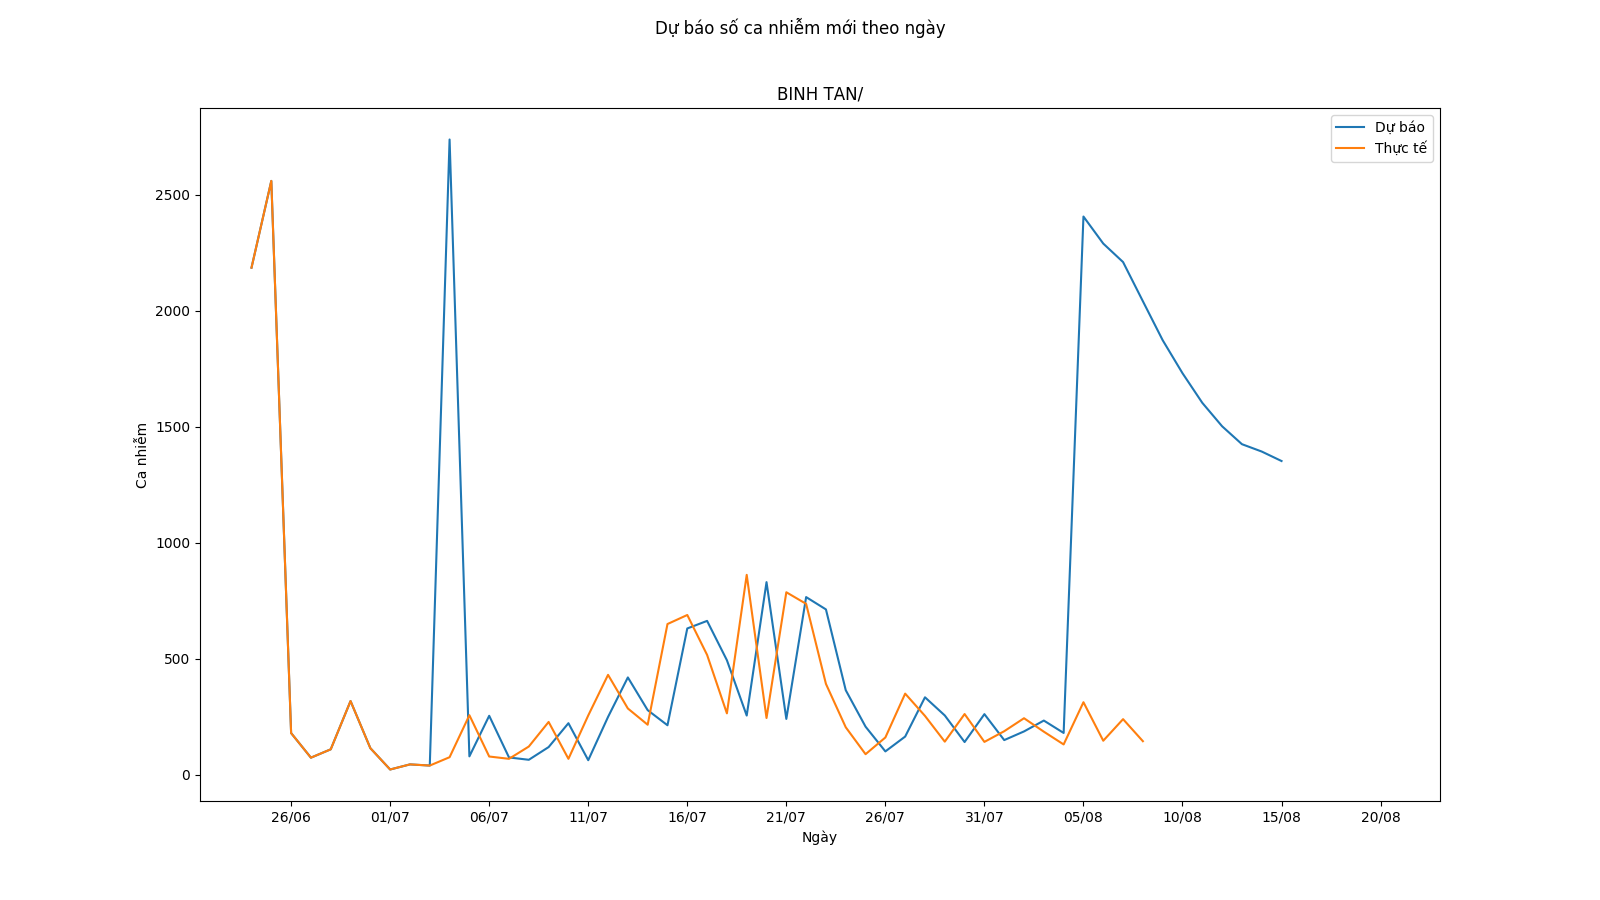 Dự báo số ca nhiễm mới theo ngày
BINH TAN/
Dự báo
Thực tế
2500
2000
1500
1000
500
0
Ca nhiễm
26/06 01/07 06/07 11/07 16/07 21/07 26/07 31/07 05/08 10/08 15/08 20/08
Ngày